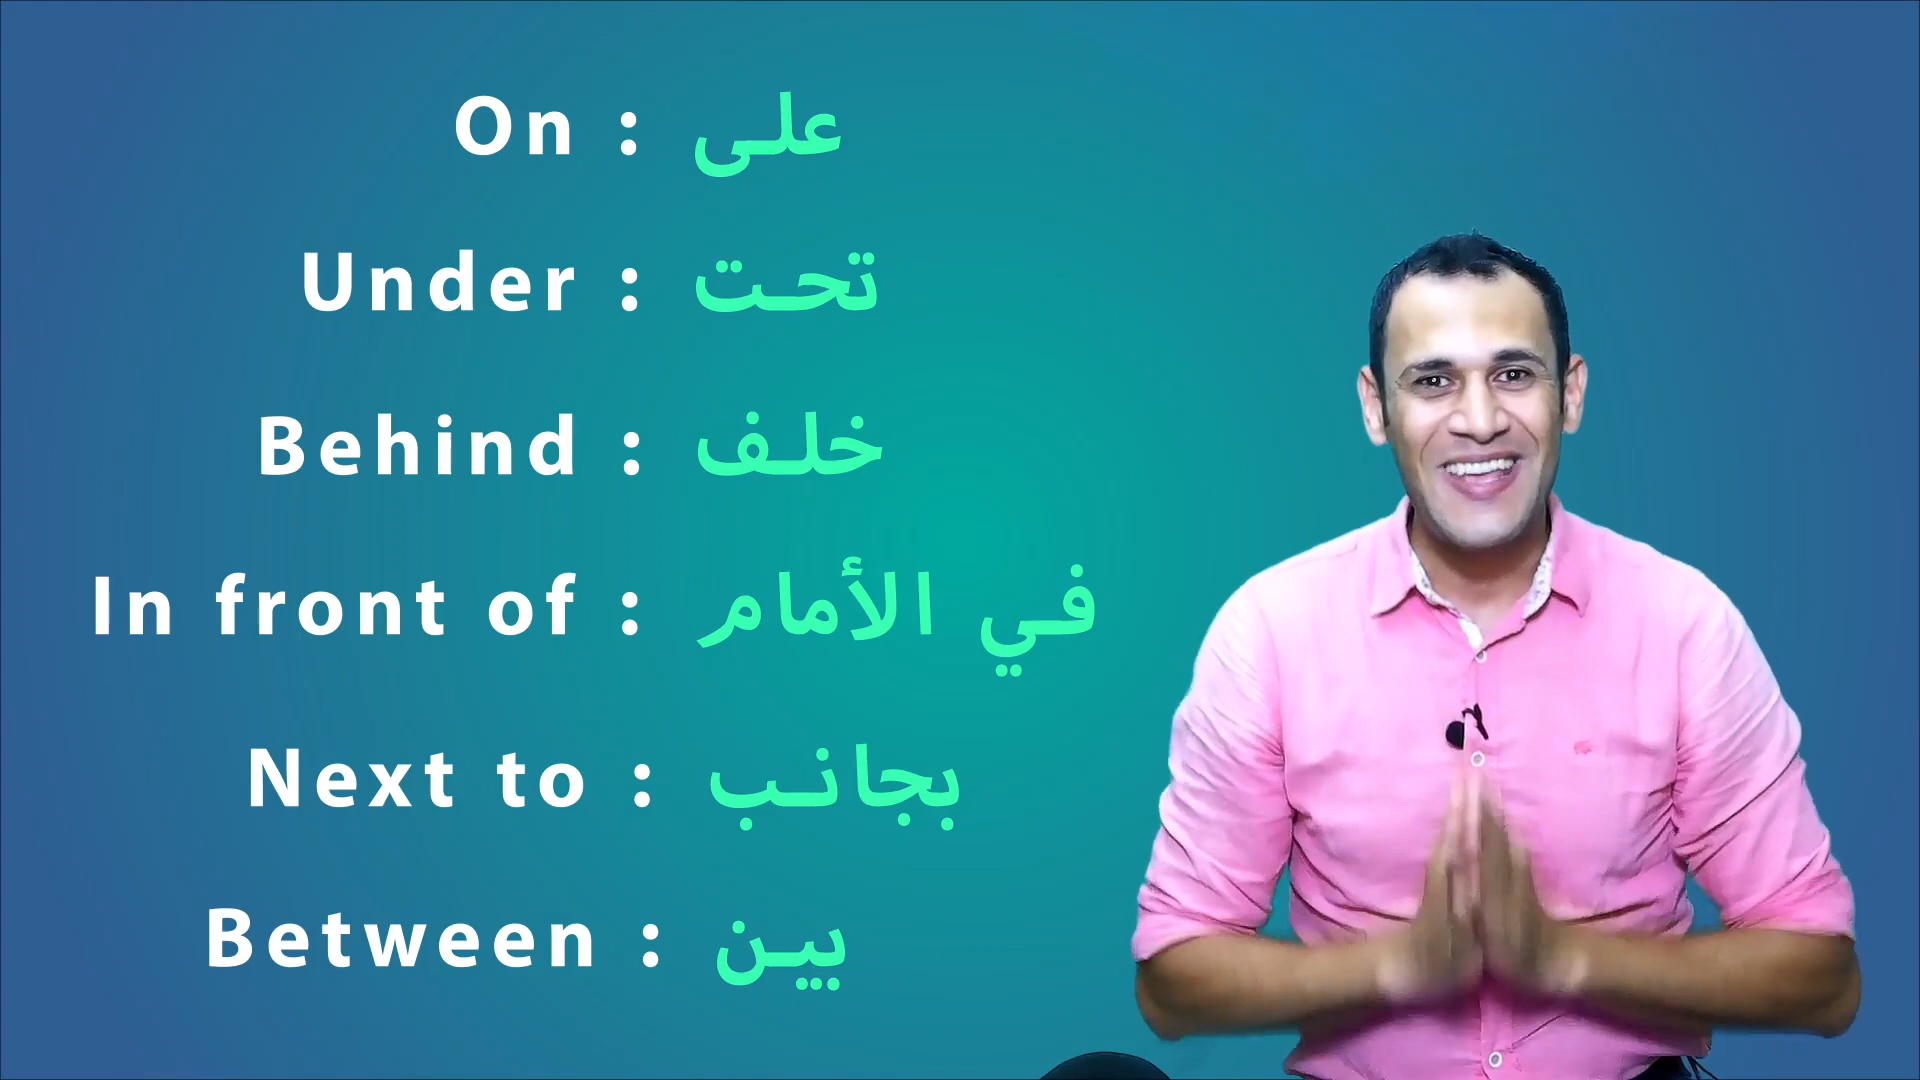 On : على
Under : تحت
Behind : خلف
In front of : في الأمام
Next to : بجانب
Between : بين